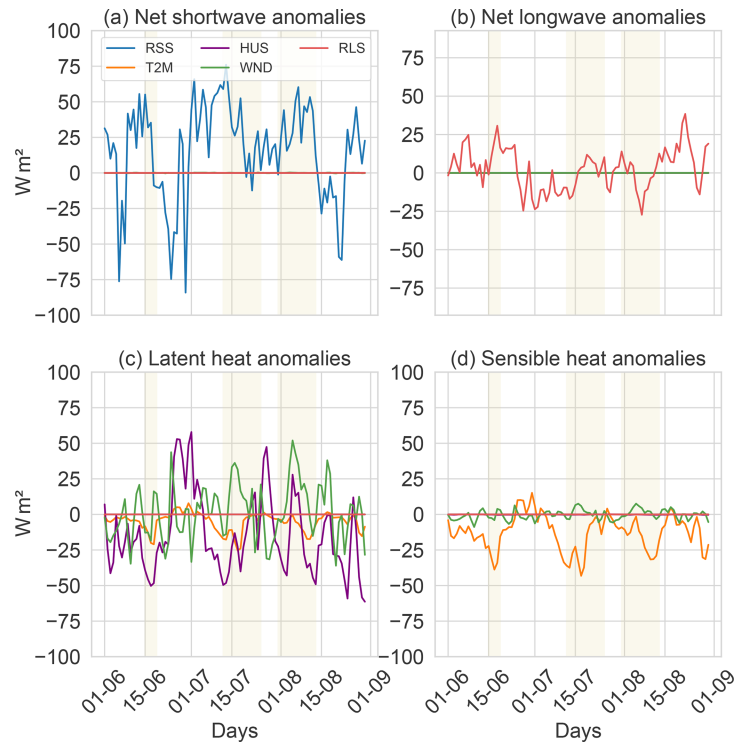 (a) Net shortwave anomalies
(b) Net longwave anomalies
RSS HUS RLS
T2M WND
100
75
50
25
0
−25
−50
−75
−100
W m²
75
50
25
0
−25
−50
−75
(c) Latent heat anomalies
(d) Sensible heat anomalies
100
75
50
25
0
−25
−50
−75
−100
W m²
100
75
50
25
0
−25
−50
−75
−100
01-06 15-06 01-07 15-07 01-08 15-08 01-09
01-06 15-06 01-07 15-07 01-08 15-08 01-09
Days
Days